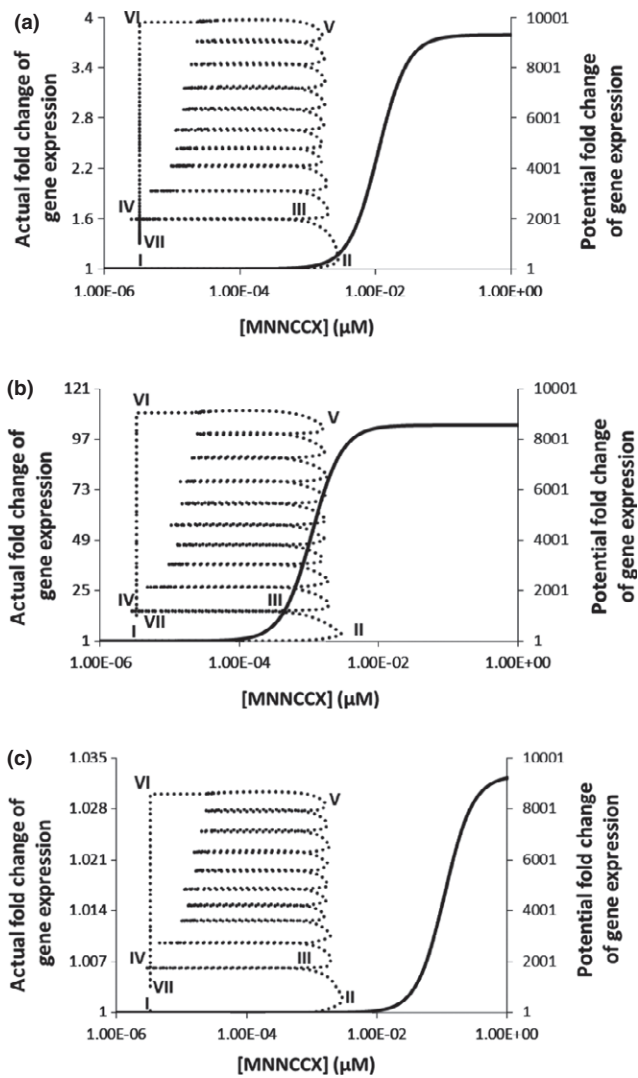 (a)
Actual fold change of
gene expression
4
3.4
2.8
2.2
1.6
1
VI
V
IV
III
VII
I
II
10001
8001
6001
4001
2001
1
Potential fold change
of gene expression
1.00E-06
1.00E-04
1.00E-02
1.00E+00
[MNNCCX] (µM)
(b)
Actual fold change of
gene expression
121
97
73
49
25
1
VI
V
IV
III
VII
I
II
10001
8001
6001
4001
2001
1
Potential fold change
of gene expression
1.00E-06
1.00E-04
1.00E-02
1.00E+00
[MNNCCX] (µM)
(c)
Actual fold change of
gene expression
1.035
1.028
1.021
1.014
1.007
1
VI
V
IV
III
VII
I
II
10001
8001
6001
4001
2001
1
Potential fold change
of gene expression
1.00E-06
1.00E-04
1.00E-02
1.00E+00
[MNNCCX] (µM)